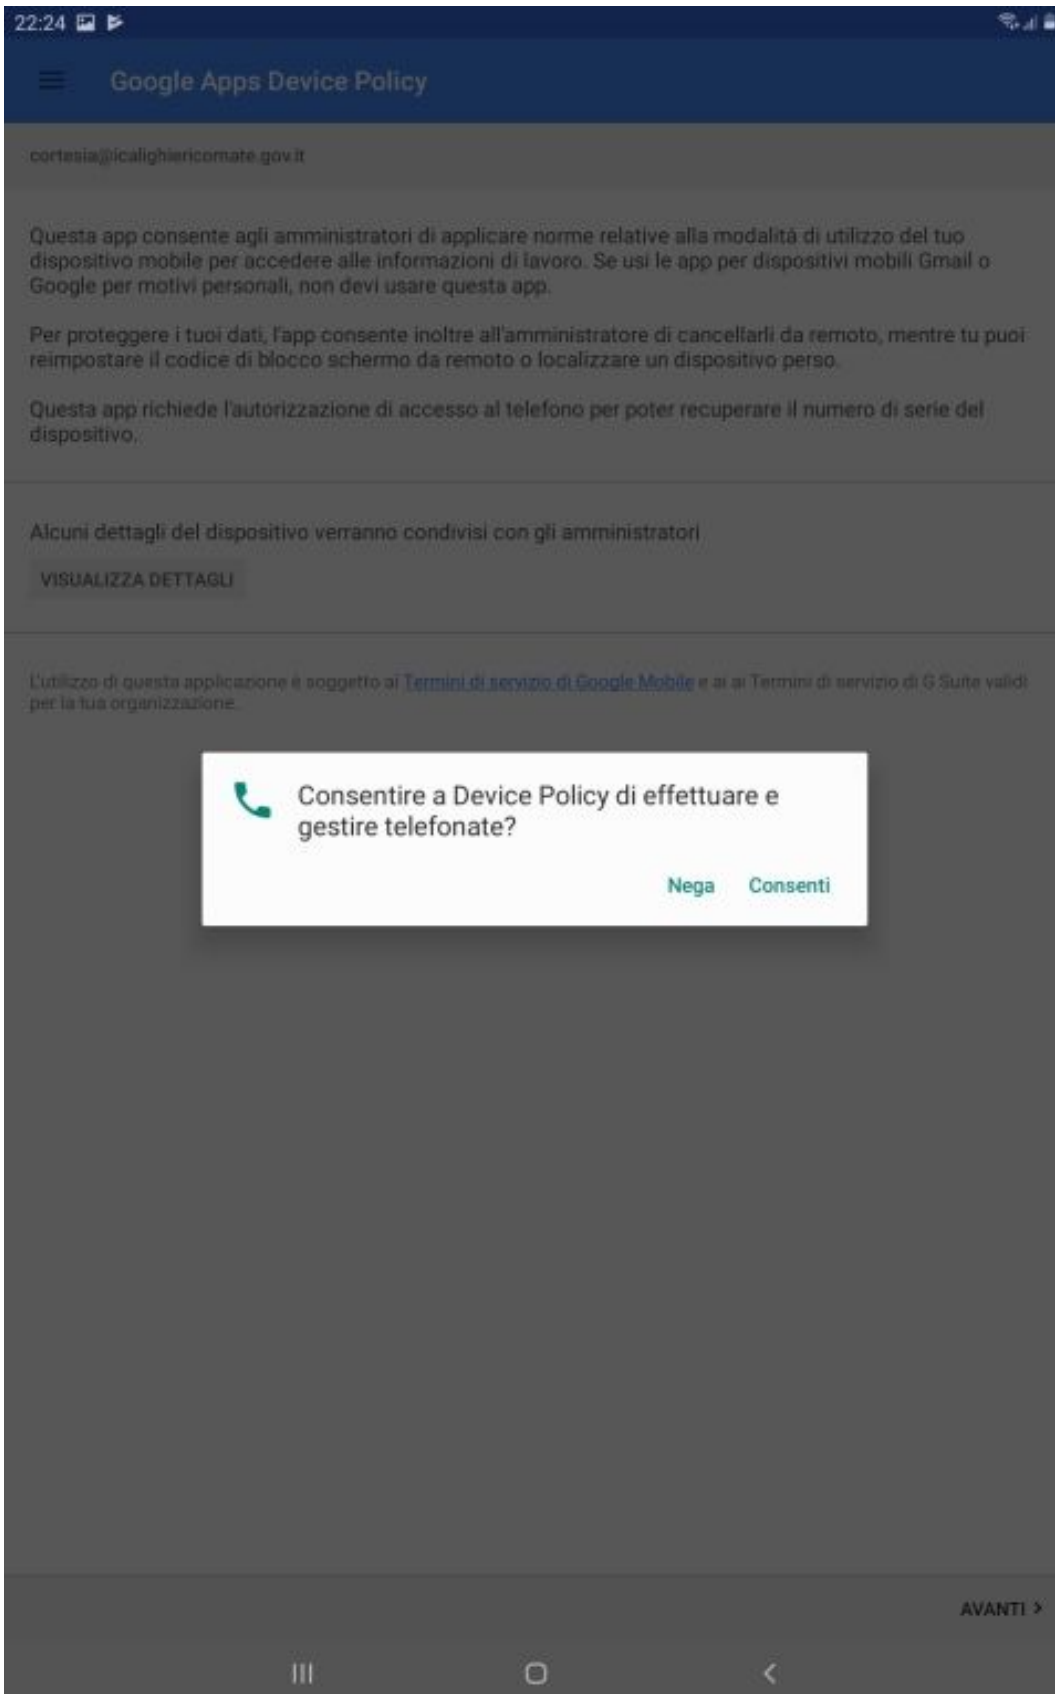 22:24
Google Apps Device Policy
cortesia@icalighiericomate.gov.it
Questa app consente agli amministratori di applicare norme relative alla modalità di utilizzo del tuo
dispositivo mobile per accedere alle informazioni di lavoro. Se usi le app per dispositivi mobili Gmail o
Google per motivi personali, non devi usare questa app.
Per proteggere i tuoi dati, l'app consente inoltre all'amministratore di cancellarli da remoto, mentre tu puoi
reimpostare il codice di blocco schermo da remoto o localizzare un dispositivo perso.
Questa app richiede l'autorizzazione di accesso al telefono per poter recuperare il numero di serie del
dispositivo.
Alcuni dettagli del dispositivo verranno condivisi con gli amministratori
VISUALIZZA DETTAGLI
L'utilizzo di questa applicazione è soggetto ai Termini di servizio di Google Mobile e ai ai Termini di servizio di G Suite validi
per la tua organizzazione.
Consentire a Device Policy di effettuare e
gestire telefonate?
Nega Consenti
AVANTI >